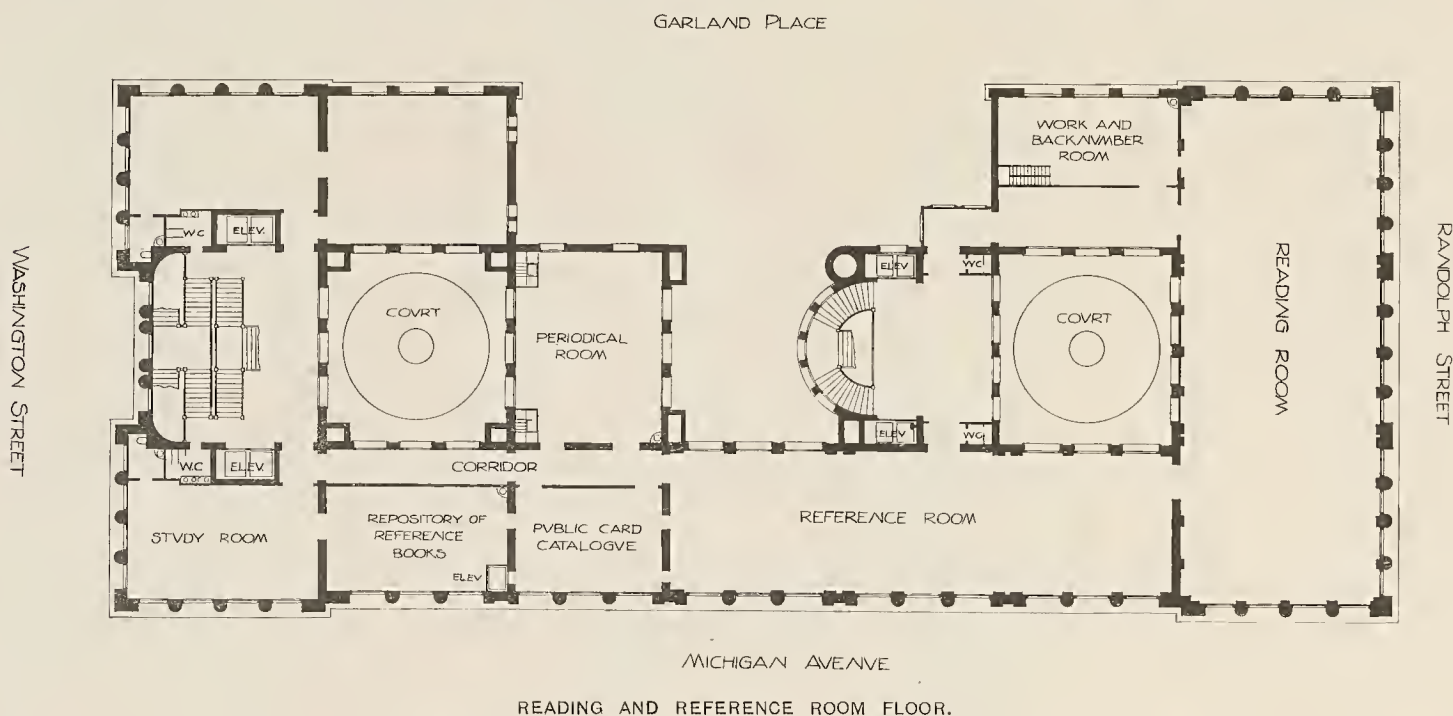 GARLAND PLACE
WORK AND
BACKNVMBER
ROOM
W.C
ELEV.
WASHINGTON STREET
COVRT
PERIODICAL
ROOM
ELEV
WC
COVRT
READING ROOM
RANDOLPH STREET
ELEV
WC
W.C
ELEV.
CORRIDOR
STVDY ROOM
REPOSITORY OF
REFERENCE
BOOKS
ELEV
PVBLIC CARD
CATALOGVE
REFERENCE ROOM
MICHIGAN AVENVE
READING AND REFERENCE ROOM FLOOR.